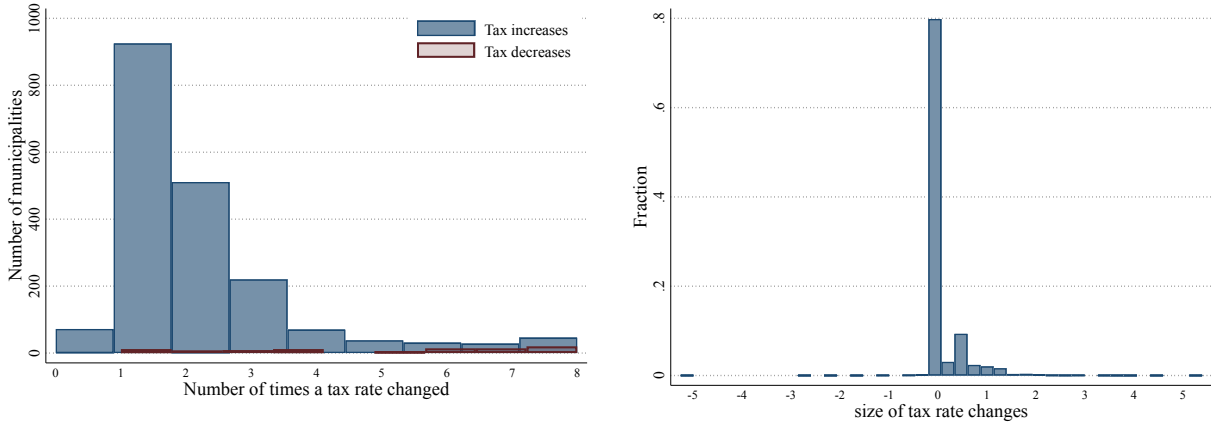 Number of municipalities
1000
800
600
400
200
0
Tax increases
Tax decreases
0 1 2 3 4 5 6 7 8
Number of times a tax rate changed
Fraction
.8
.6
.4
.2
0
-5 -4 -3 -2 -1 0 1 2 3 4 5
size of tax rate changes